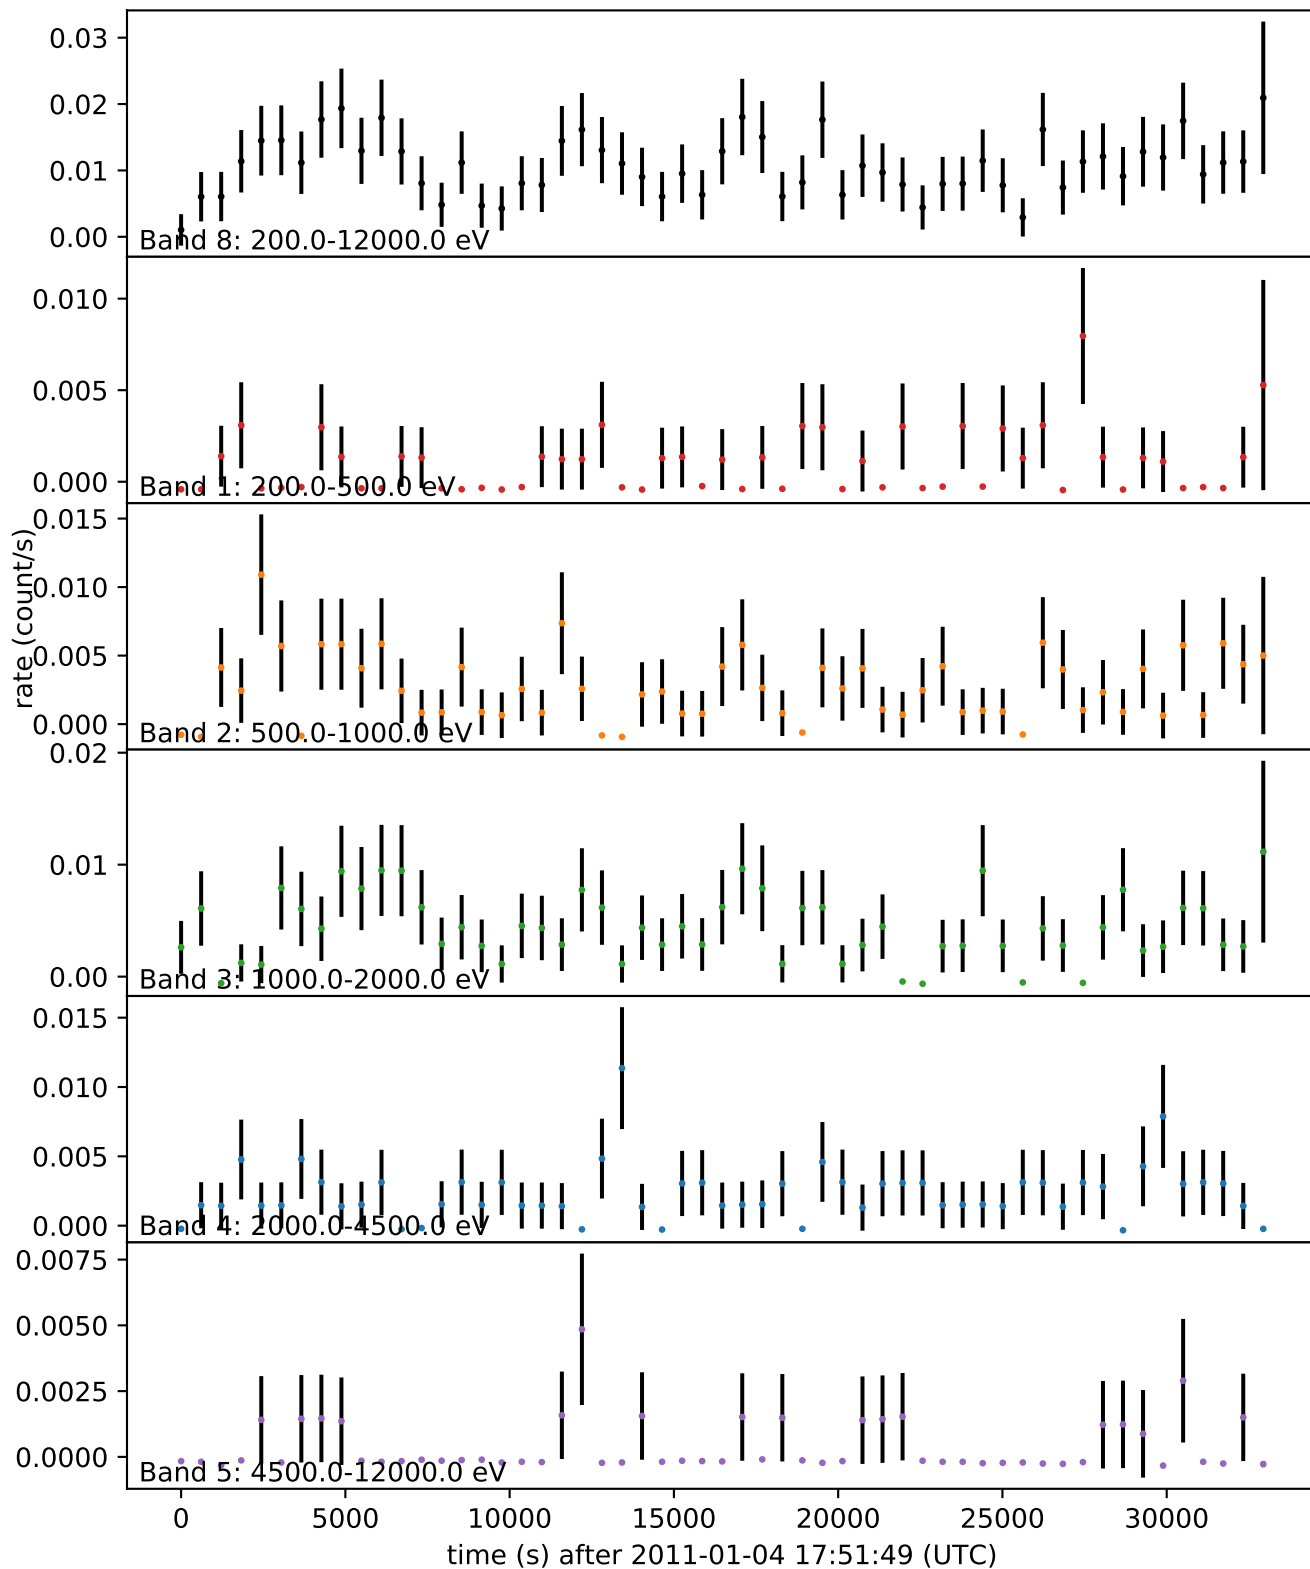 0.03
0.02
0.01
0.00
Band 8: 200.0-12000.0 eV
0.010
0.005
0.000
Band 1: 200.0-500.0 eV
rate (count/s)
0.015
0.010
0.005
0.000
Band 2: 500.0-1000.0 eV
0.02
0.01
0.00
Band 3: 1000.0-2000.0 eV
0.015
0.010
0.005
0.000
Band 4: 2000.0-4500.0 eV
0.0075
0.0050
0.0025
0.0000
Band 5: 4500.0-12000.0 eV
0 5000 10000 15000 20000 25000 30000
time (s) after 2011-01-04 17:51:49 (UTC)